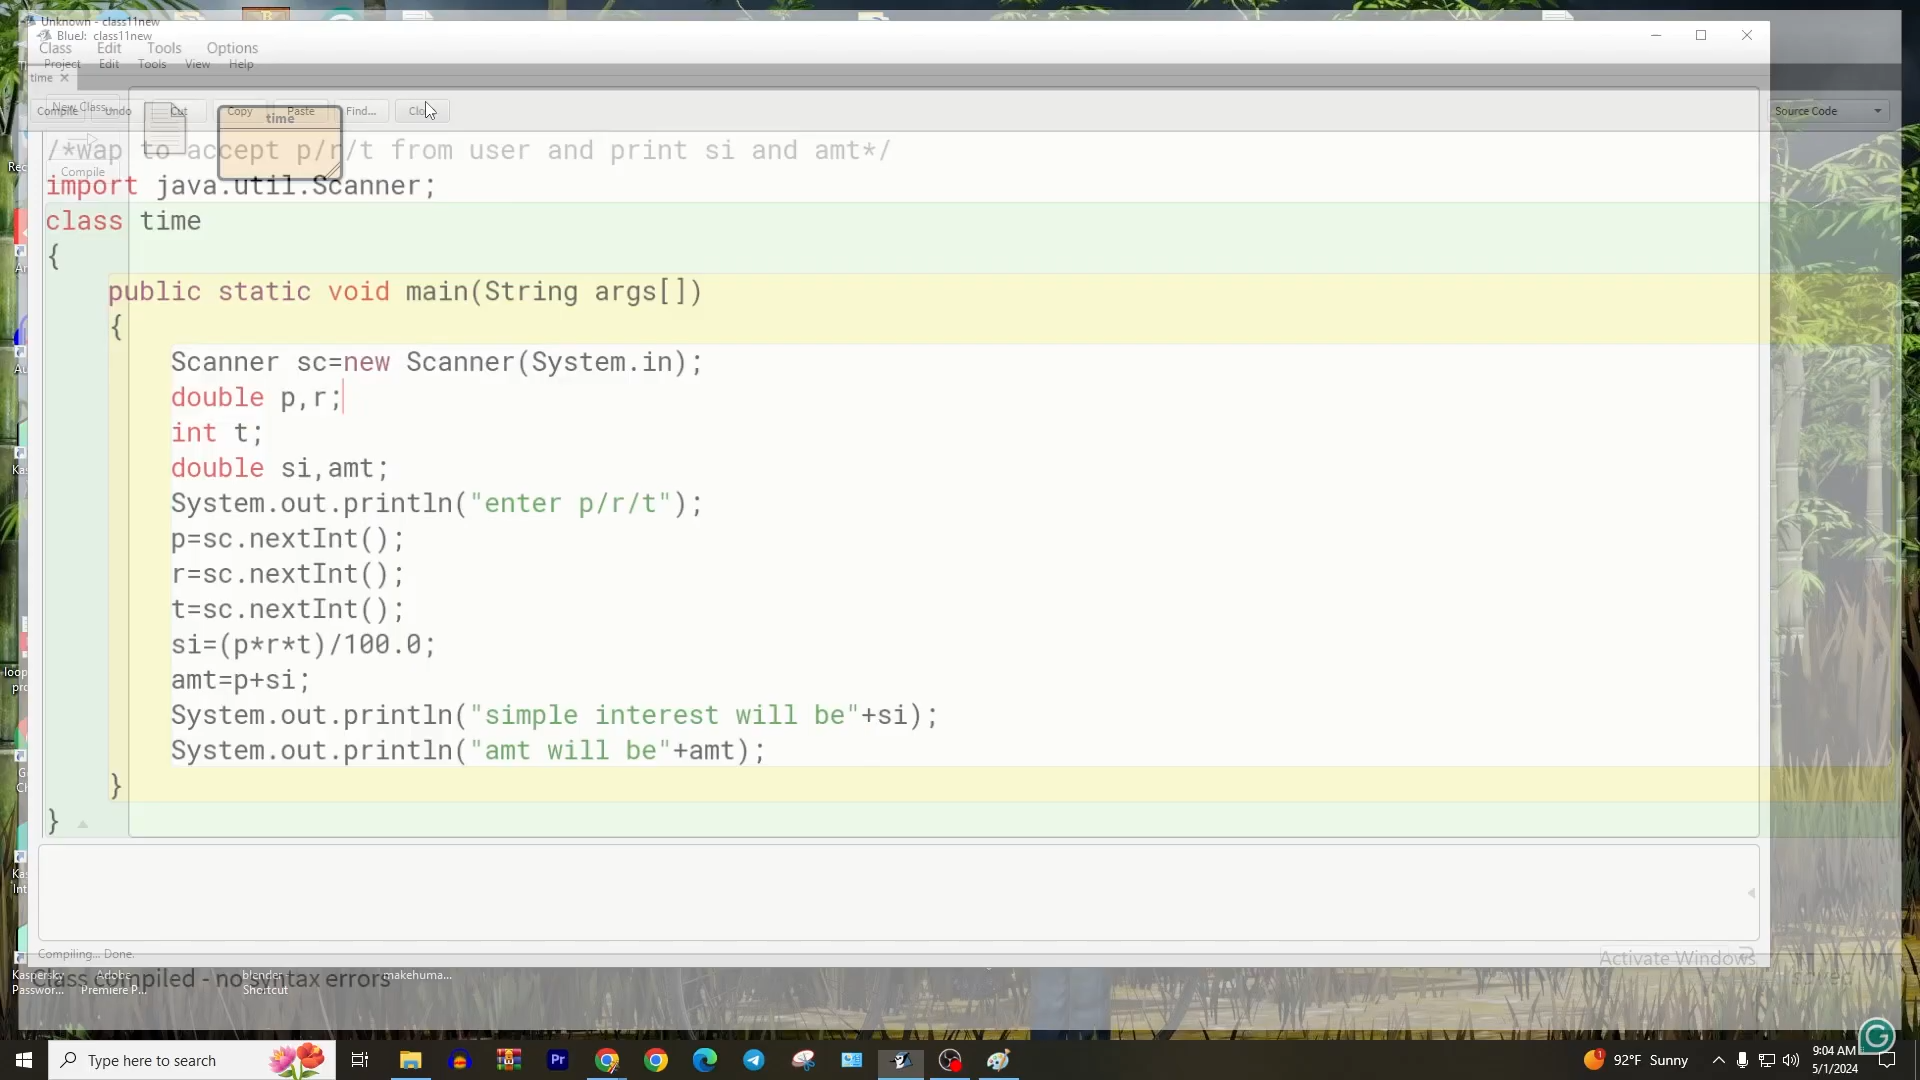 Unknown - class11new
BlueJ: class11new
Class Edit Tools Options
Project Edit Tools View Help
time
New Class...
Compile Undo Cut Copy Paste Find... Source Code
time
Compile
/*wap to accept p/r/t from user and print si and amt*/
import java.util.Scanner;
class time
{
public static void main(String args[])
{
Scanner sc=new Scanner(System.in);
double p,r;
int t;
double si,amt;
System.out.println("enter p/r/t");
p=sc.nextInt();
r=sc.nextInt();
t=sc.nextInt();
si=(p*r*t)/100.0;
amt=p+si;
System.out.println("simple interest will be"+si);
System.out.println("amt will be"+amt);
}
}
Compiling... Done.
Activate Windows
Class compiled - no syntax errors
saved
Kaspersky Passwor...
Adobe Premiere P...
blender Shortcut
makehuma...
Type here to search
Pr
92°F Sunny
9:04 AM
5/1/2024